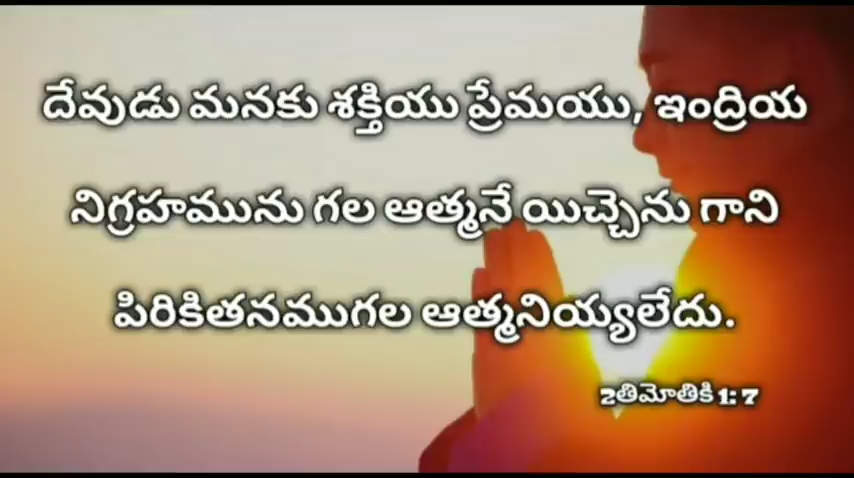 దేవుడు మనకు శక్తియు ప్రేమయు, ఇంద్రియ
నిగ్రహమును గల ఆత్మనే యిచ్చెను గాని
పిరికితనముగల ఆత్మనియ్యలేదు.
2తిమోతికి 1: 7